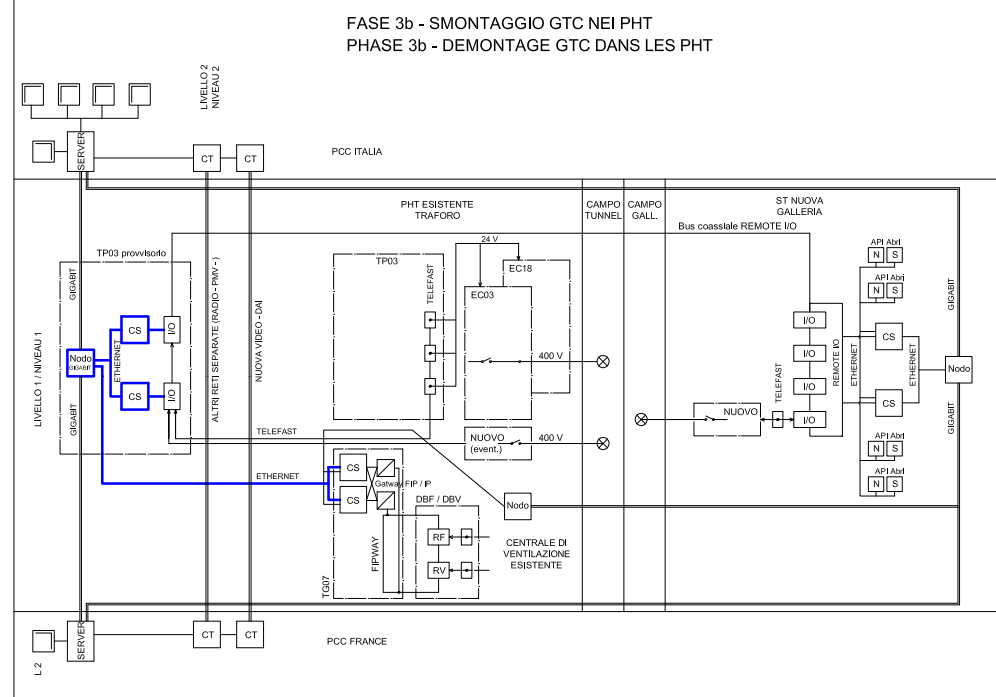 FASE 3b - SMONTAGGIO GTC NEI PHT
PHASE 3b - DEMONTAGE GTC DANS LES PHT
LIVELLO 2
NIVEAU 2
SERVER
CT
CT
PCC ITALIA
PHT ESISTENTE
TRAFORO
CAMPO
TUNNEL
CAMPO
GALL.
ST NUOVA
GALLERIA
Bus coassiale REMOTE I/O
24 V
TP03 provvisorio
TP03
EC18
EC03
TELEFAST
API Abri
N
S
API Abri
N
S
GIGABIT
CS
I/O
ETHERNET
Nodo
GIGABIT
CS
I/O
GIGABIT
LIVELLO 1 / NIVEAU 1
ALTRI RETI SEPARATE (RADIO - PMV - )
NUOVA VIDEO - DAI
400 V
I/O
I/O
I/O
I/O
REMOTE I/O
ETHERNET
CS
CS
ETHERNET
GIGABIT
Nodo
GIGABIT
TELEFAST
NUOVO
TELEFAST
NUOVO
(event.)
400 V
API Abri
N
S
API Abri
N
S
ETHERNET
CS
CS
Gatway FIP / IP
DBF / DBV
Nodo
RF
RV
FIPWAY
TG07
CENTRALE DI
VENTILAZIONE
ESISTENTE
SERVER
CT
CT
PCC FRANCE
L 2